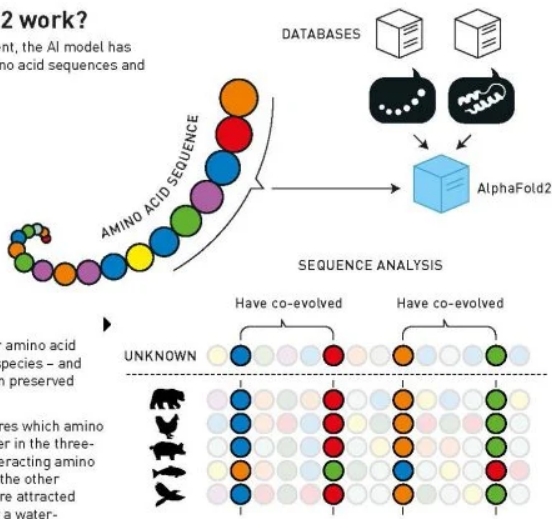 2 work?
ent, the AI model has
no acid sequences and
DATABASES
AMINO ACID SEQUENCE
AlphaFold2
SEQUENCE ANALYSIS
Have co-evolved Have co-evolved
UNKNOWN
r amino acid
species – and
n preserved
res which amino
er in the three-
eracting amino
the other
re attracted
a water-